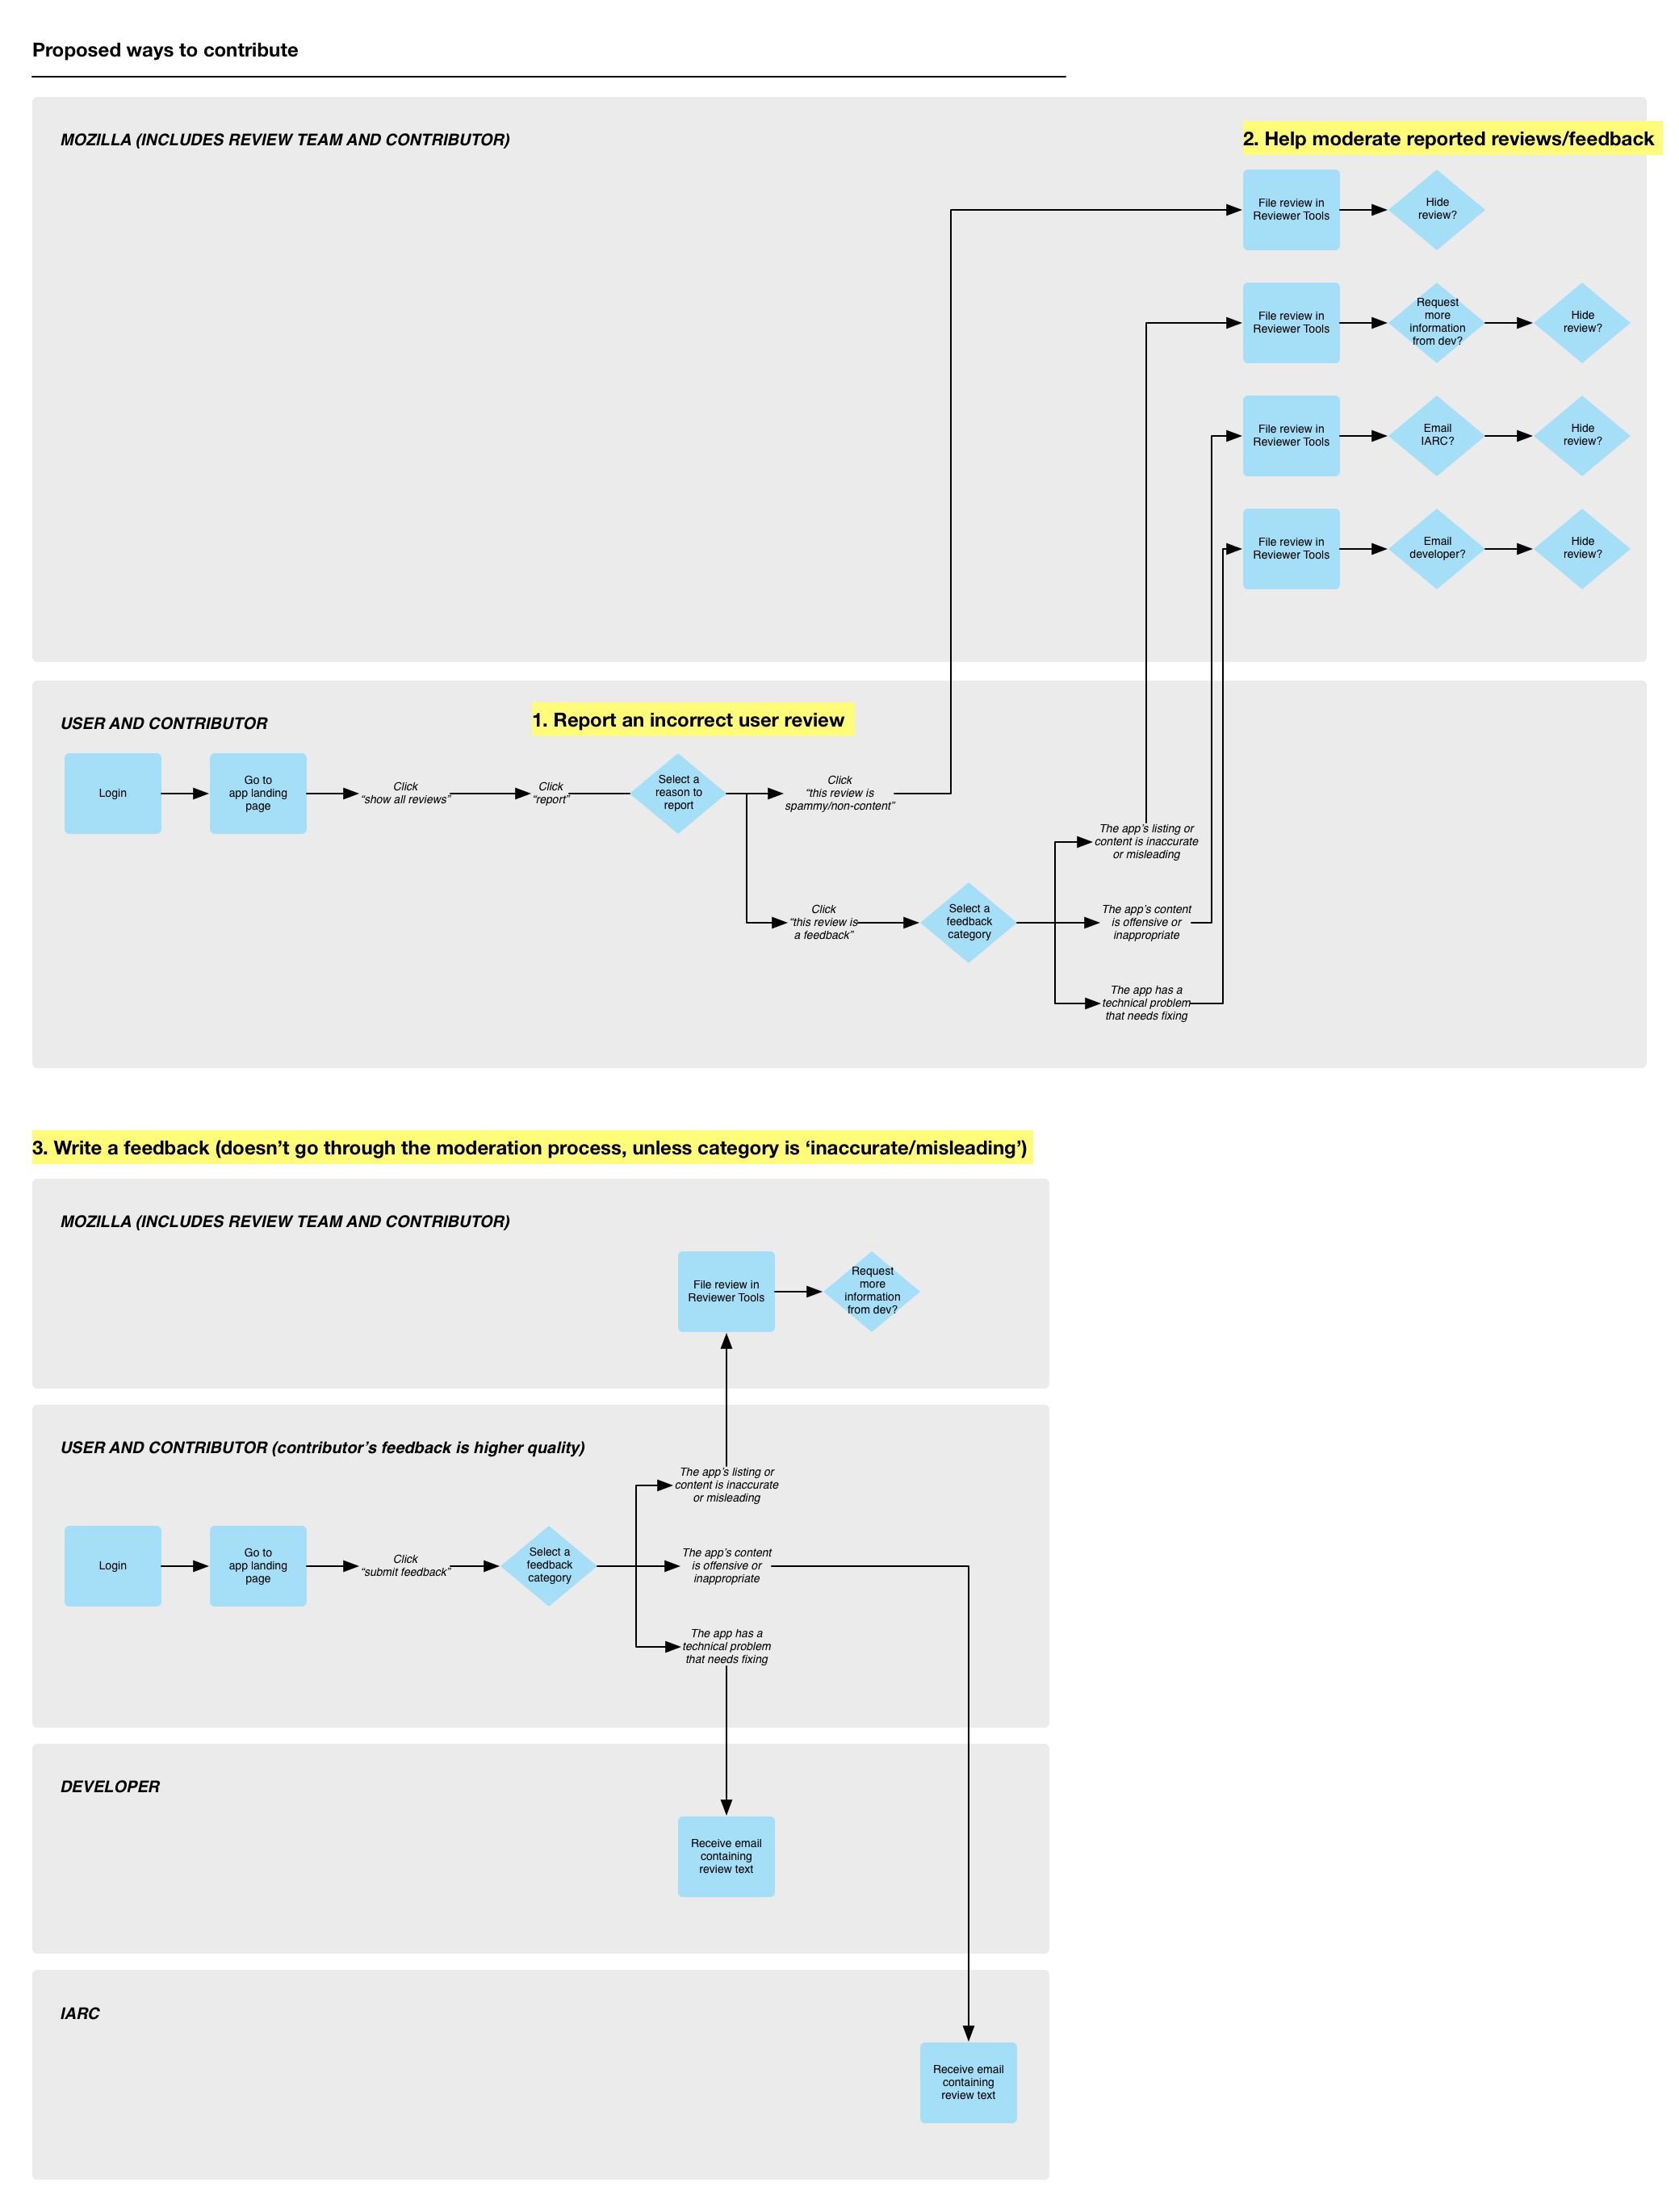 Proposed ways to contribute
MOZILLA (INCLUDES REVIEW TEAM AND CONTRIBUTOR)
2. Help moderate reported reviews/feedback
File review in
Reviewer Tools
Hide
review?
File review in
Reviewer Tools
Request
more
information
from dev?
Hide
review?
File review in
Reviewer Tools
Email
IARC?
Hide
review?
File review in
Reviewer Tools
Email
developer?
Hide
review?
USER AND CONTRIBUTOR
1. Report an incorrect user review
Login
Go to
app landing
page
Click
“show all reviews”
Click
“report”
Select a
reason to
report
Click
“this review is
spammy/non-content”
Click
“this review is
a feedback”
Select a
feedback
category
The app’s listing or
content is inaccurate
or misleading
The app’s content
is offensive or
inappropriate
The app has a
technical problem
that needs fixing
3. Write a feedback (doesn’t go through the moderation process, unless category is ‘inaccurate/misleading’)
MOZILLA (INCLUDES REVIEW TEAM AND CONTRIBUTOR)
File review in
Reviewer Tools
Request
more
information
from dev?
USER AND CONTRIBUTOR (contributor’s feedback is higher quality)
Login
Go to
app landing
page
Click
“submit feedback”
Select a
feedback
category
The app’s listing or
content is inaccurate
or misleading
The app’s content
is offensive or
inappropriate
The app has a
technical problem
that needs fixing
DEVELOPER
Receive email
containing
review text
IARC
Receive email
containing
review text